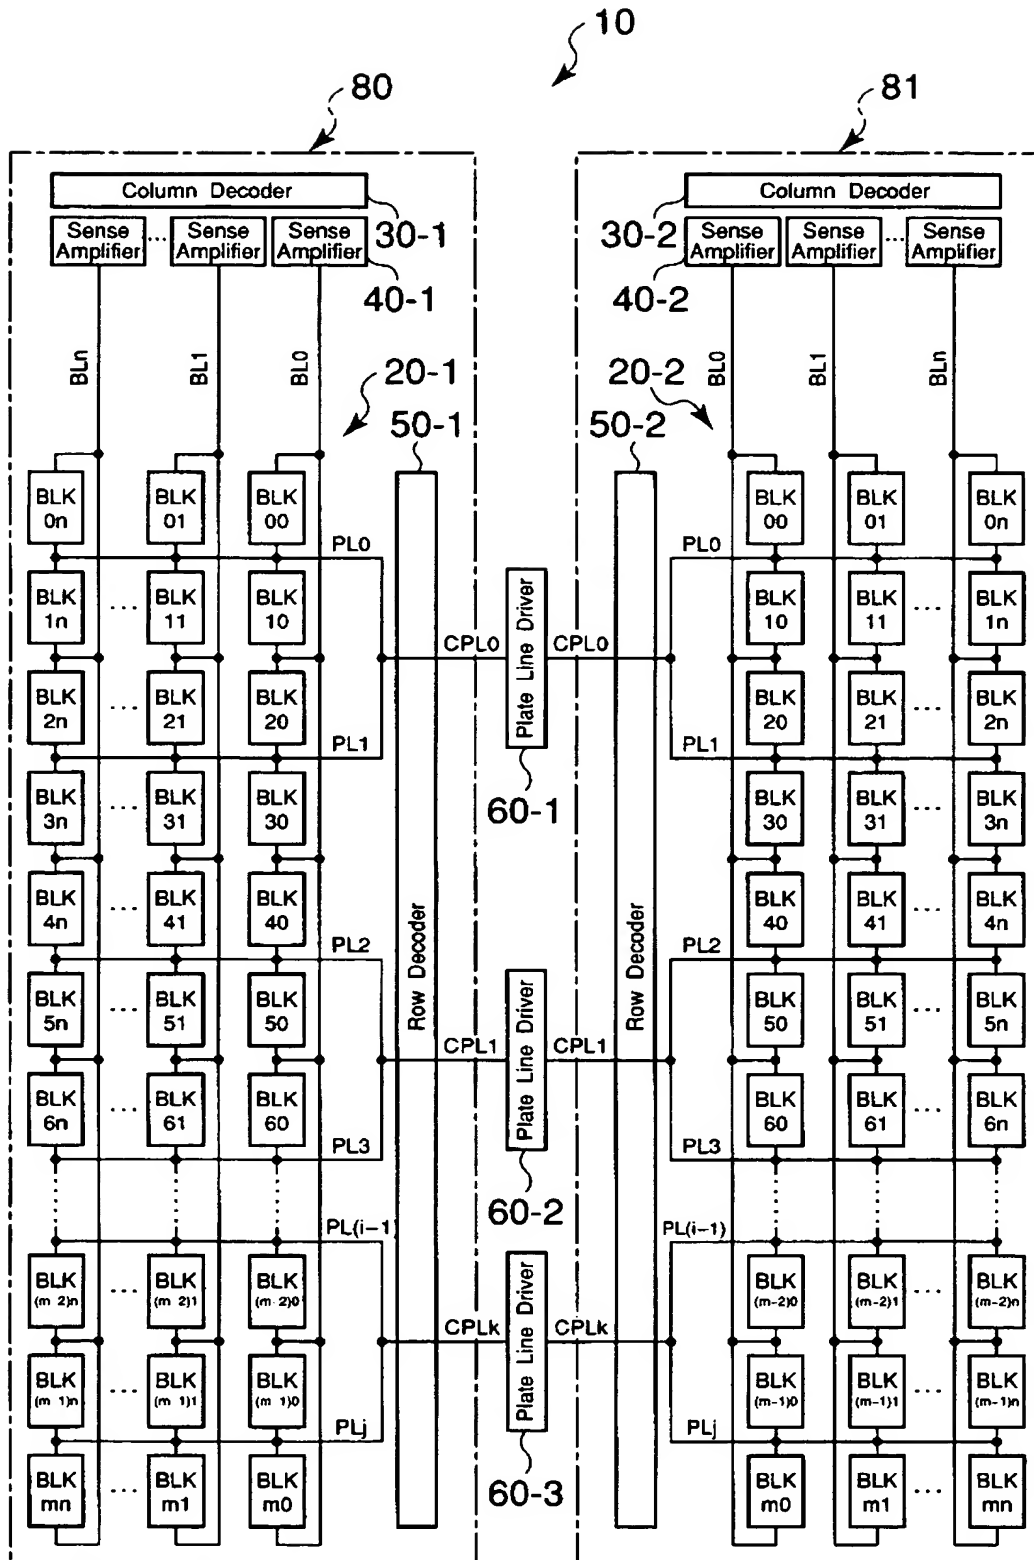 10
80
81
Column Decoder
Column Decoder
Sense Amplifier
...
Sense Amplifier
Sense Amplifier
30-1
40-1
30-2
40-2
Sense Amplifier
Sense Amplifier
...
Sense Amplifier
BLn
BL1
BL0
20-1
50-1
20-2
50-2
BL0
BL1
BLn
BLK 0n
BLK 01
BLK 00
BLK 00
BLK 01
BLK 0n
PL0
PL0
BLK 1n
...
BLK 11
BLK 10
BLK 10
BLK 11
...
BLK 1n
CPL0
Plate Line Driver
CPL0
BLK 2n
...
BLK 21
BLK 20
BLK 20
BLK 21
...
BLK 2n
PL1
PL1
60-1
BLK 3n
...
BLK 31
BLK 30
BLK 30
BLK 31
...
BLK 3n
BLK 4n
...
BLK 41
BLK 40
BLK 40
BLK 41
...
BLK 4n
Row Decoder
Row Decoder
PL2
PL2
BLK 5n
...
BLK 51
BLK 50
BLK 50
BLK 51
...
BLK 5n
CPL1
Plate Line Driver
CPL1
BLK 6n
...
BLK 61
BLK 60
BLK 60
BLK 61
...
BLK 6n
PL3
PL3
60-2
PL(i-1)
PL(i-1)
BLK (m-2)n
...
BLK (m-2)1
BLK (m-2)0
BLK (m-2)0
BLK (m-2)1
...
BLK (m-2)n
CPLk
Plate Line Driver
CPLk
BLK (m-1)n
...
BLK (m-1)1
BLK (m-1)0
BLK (m-1)0
BLK (m-1)1
...
BLK (m-1)n
PLj
PLj
60-3
BLK mn
...
BLK m1
BLK m0
BLK m0
BLK m1
...
BLK mn